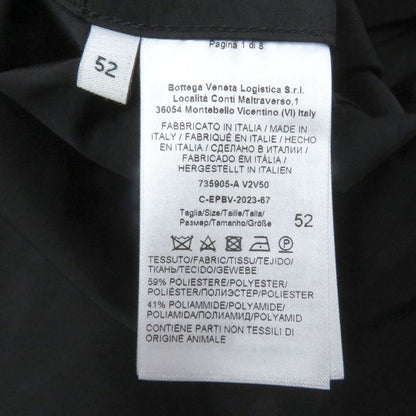 52
Pagina 1 di 8
Bottega Veneta Logistica S.r.l.
Località Conti Maltraverso,1
36054 Montebello Vicentino (VI) Italy
FABBRICATO IN ITALIA / MADE IN
ITALY / FABRIQUÉ EN ITALIE / HECHO
EN ITALIA / СДЕЛАНО В ИТАЛИИ /
FABRICADO EM ITÁLIA /
HERGESTELLT IN ITALIEN
735905-A V2V50
C-EPBV-2023-67
Taglia/Size/Taille/Talla/
Размер/Tamanho/Größe 52
TESSUTO/FABRIC/TISSU/TEJIDO/
ТКАНЬ/TECIDO/GEWEBE
59% POLIESTERE/POLYESTER/
POLYESTER/ПОЛИЭСТЕР/POLIESTER
41% POLIAMMIDE/POLYAMIDE/
POLIAMIDA/ПОЛИАМИД/POLYAMID
CONTIENE PARTI NON TESSILI DI
ORIGINE ANIMALE